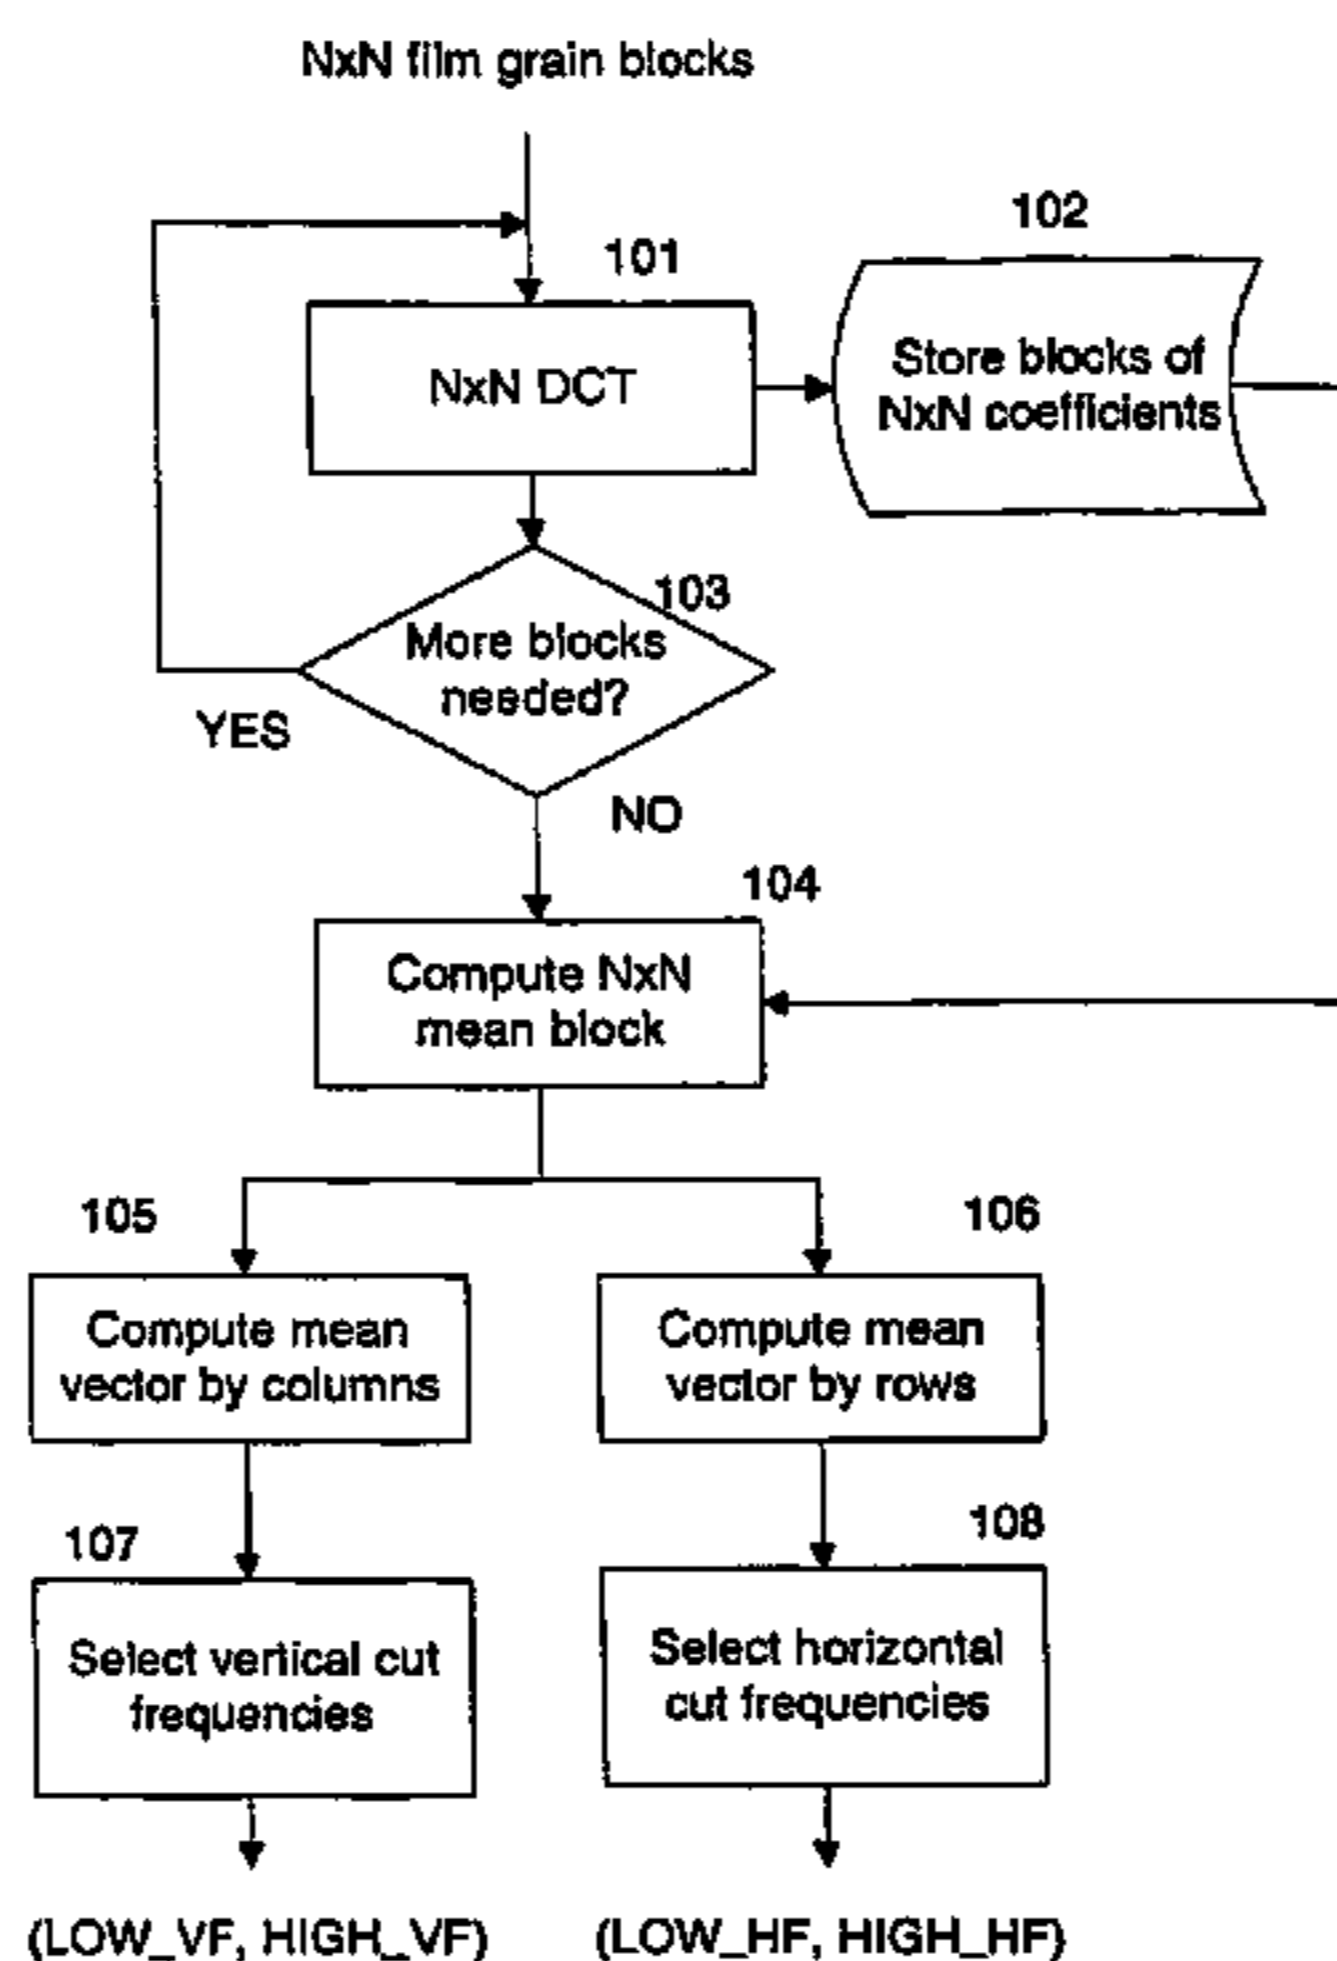 NxN film grain blocks
102
101
NxN DCT
Store blocks of
NxN coefficients
103
More blocks
needed?
YES
NO
104
Compute NxN
mean block
105
106
Compute mean
vector by columns
Compute mean
vector by rows
107
108
Select vertical cut
frequencies
Select horizontal
cut frequencies
(LOW_VF, HIGH_VF)
(LOW_HF, HIGH_HF)